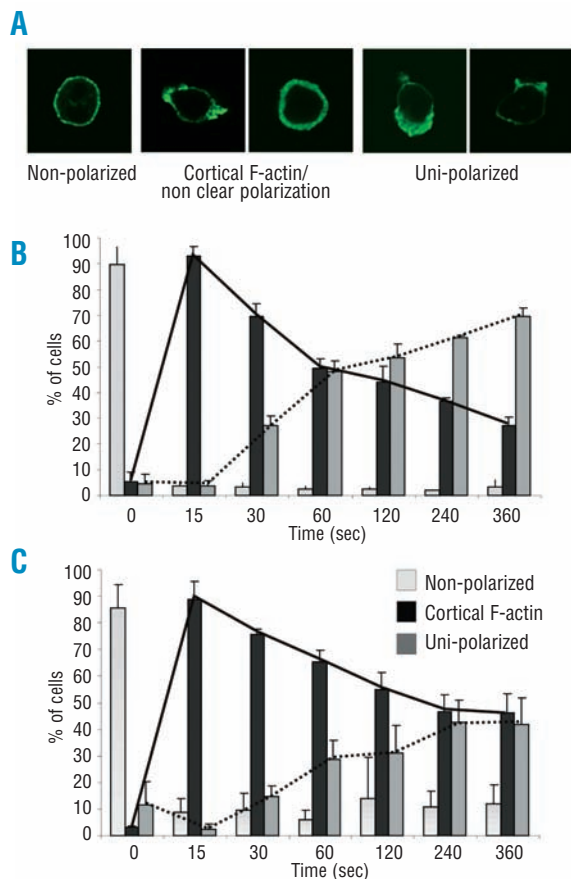 A
Non-polarized
Cortical F-actin/
non clear polarization
Uni-polarized
B
100
90
80
70
60
50
40
30
20
10
0
% of cells
0 15 30 60 120 240 360
Time (sec)
C
100
90
80
70
60
50
40
30
20
10
0
% of cells
Non-polarized
Cortical F-actin
Uni-polarized
0 15 30 60 120 240 360
Time (sec)